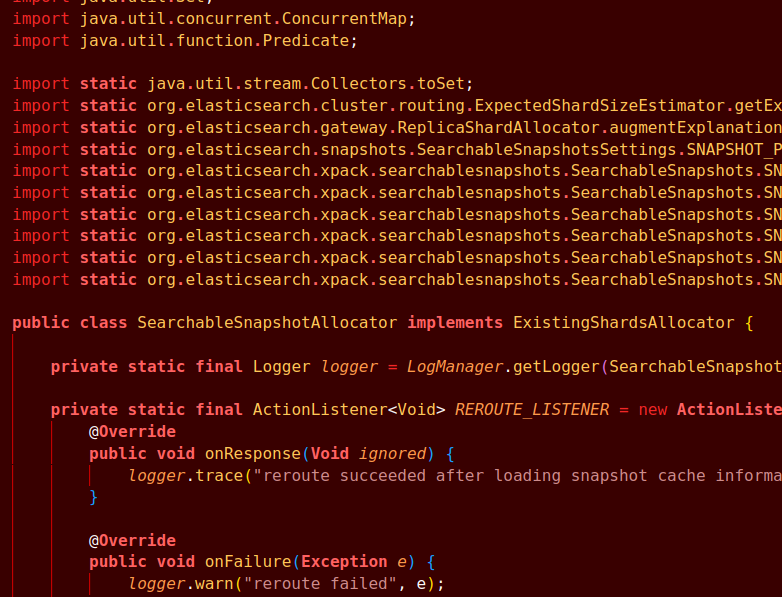 import java.util.Set;
import java.util.concurrent.ConcurrentMap;
import java.util.function.Predicate;
import static java.util.stream.Collectors.toSet;
import static org.elasticsearch.cluster.routing.ExpectedShardSizeEstimator.getEx
import static org.elasticsearch.gateway.ReplicaShardAllocator.augmentExplanation
import static org.elasticsearch.snapshots.SearchableSnapshotsSettings.SNAPSHOT_P
import static org.elasticsearch.xpack.searchablesnapshots.SearchableSnapshots.SN
import static org.elasticsearch.xpack.searchablesnapshots.SearchableSnapshots.SN
import static org.elasticsearch.xpack.searchablesnapshots.SearchableSnapshots.SN
import static org.elasticsearch.xpack.searchablesnapshots.SearchableSnapshots.SN
import static org.elasticsearch.xpack.searchablesnapshots.SearchableSnapshots.SN
import static org.elasticsearch.xpack.searchablesnapshots.SearchableSnapshots.SN
public class SearchableSnapshotAllocator implements ExistingShardsAllocator {
private static final Logger logger = LogManager.getLogger(SearchableSnapshot
private static final ActionListener<Void> REROUTE_LISTENER = new ActionListe
@Override
public void onResponse(Void ignored) {
logger.trace("reroute succeeded after loading snapshot cache informa
}
@Override
public void onFailure(Exception e) {
logger.warn("reroute failed", e);